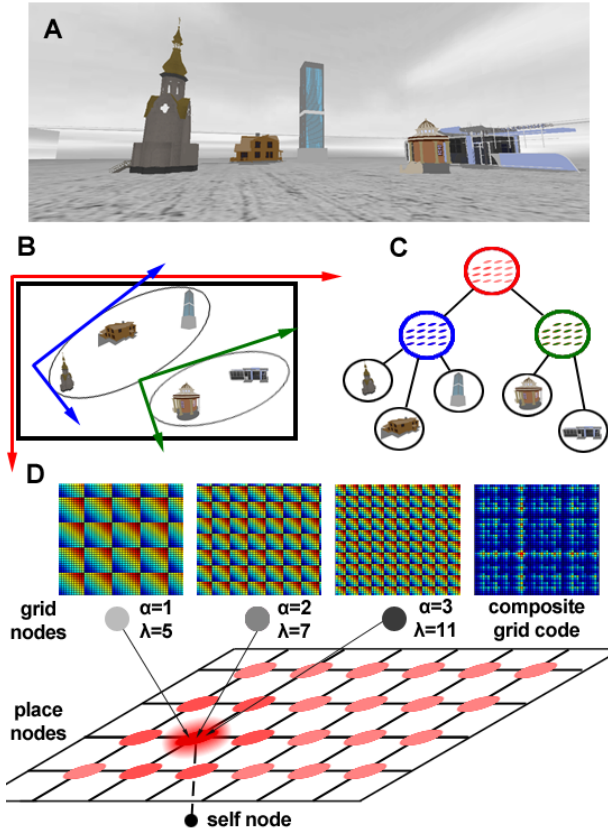 A
B
C
D
grid nodes
α=1
λ=5
α=2
λ=7
α=3
λ=11
composite grid code
place nodes
self node